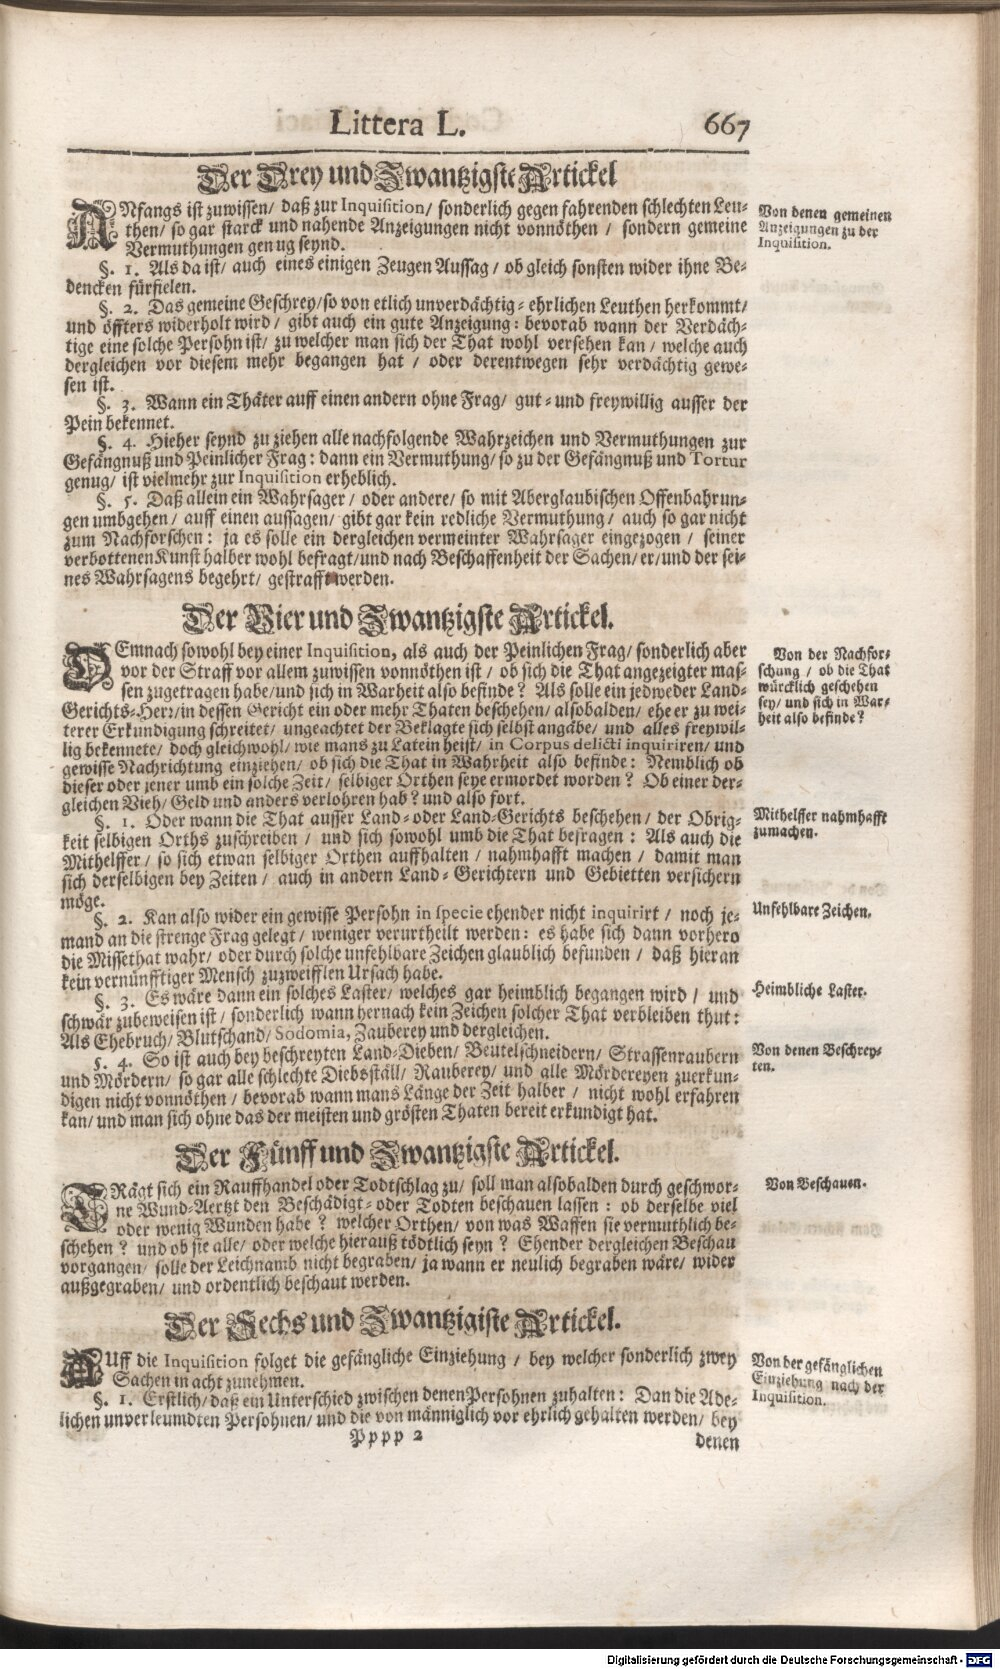 Littera L. 667
Der Drey und Zwantzigste Artickel
ANfangs ist zuwissen/ daß zur Inquisition/ sonderlich gegen fahrenden schlechten Leu-
then/ so gar starck und nahende Anzeigungen nicht vonnöthen / sondern gemeine
Vermuthungen genug seynd.
Von denen gemeinen
Anzeigungen zu der
Inquisition.
§. 1. Als da ist/ auch eines einigen Zeugen Aussag / ob gleich sonsten wider ihne Be-
dencken fürfielen.
§. 2. Das gemeine Geschrey/ so von etlich unverdächtig-ehrlichen Leuthen herkommt/
und öffters widerholt wird / gibt auch ein gute Anzeigung: bevorab wann der Verdäch-
tige eine solche Persohn ist/ zu welcher man sich der That wohl versehen kan / welche auch
dergleichen vor diesem mehr begangen hat / oder derentwegen sehr verdächtig gewe-
sen ist.
§. 3. Wann ein Thäter auff einen andern ohne Frag/ gut-und freywillig ausser der
Pein bekennet.
§. 4. Hieher seynd zu ziehen alle nachfolgende Wahrzeichen und Vermuthungen zur
Gefängnuß und Peinlicher Frag: dann ein Vermuthung/ so zu der Gefängnuß und Tortur
genug/ ist vielmehr zur Inquisition erheblich.
§. 5. Daß allein ein Wahrsager / oder andere/ so mit Aberglaubischen Offenbahrun-
gen umbgehen / auff einen aussagen/ gibt gar kein redliche Vermuthung / auch so gar nicht
zum Nachforschen: ja es solle ein dergleichen vermeinter Wahrsager eingezogen / seiner
verbottenen Kunst halber wohl befragt/und nach Beschaffenheit der Sachen/ er/und der sei-
nes Wahrsagens begehrt/ gestrafft werden.
Der Vier und Zwantzigste Artickel.
DEmnach sowohl bey einer Inquisition, als auch der Peinlichen Frag/ sonderlich aber
vor der Straff vor allem zuwissen vonnöthen ist / ob sich die That angezeigter mas-
sen zugetragen habe/und sich in Warheit also befinde? Als solle ein jedweder Land-
Gerichts-Herr/in dessen Gericht ein oder mehr Thaten beschehen/ alsobalden/ ehe er zu wei-
terer Erkundigung schreitet/ ungeachtet der Beklagte sich selbst angäbe/ und alles freywil-
lig bekennete/ doch gleichwohl/ wie mans zu Latein heist/ in Corpus delicti inquiriren/ und
gewisse Nachrichtung einziehen/ ob sich die That in Wahrheit also befinde: Nemblich ob
dieser oder jener umb ein solche Zeit/ selbiger Orthen seye ermordet worden? Ob einer der-
gleichen Vieh/ Geld und anders verlohren hab? und also fort.
Von der Nachfor-
schung / ob die That
würcklich geschehen
sey/ und sich in War-
heit also befinde?
§. 1. Oder wann die That ausser Land-oder Land-Gerichts beschehen/ der Obrig-
keit selbigen Orths zuschreiben / und sich sowohl umb die That befragen: Als auch die
Mithelffer/ so sich etwan selbiger Orthen auffhalten / nahmhafft machen / damit man
sich derselbigen bey Zeiten / auch in andern Land-Gerichtern und Gebietten versichern
möge.
Mithelffer nahmhafft
zumachen.
§. 2. Kan also wider ein gewisse Persohn in specie ehender nicht inquirirt / noch je-
mand an die strenge Frag gelegt / weniger verurtheilt werden: es habe sich dann vorhero
die Missethat wahr/ oder durch solche unfehlbare Zeichen glaublich befunden / daß hieran
kein vernünfftiger Mensch zuzweifflen Ursach habe.
Unfehlbare Zeichen.
§. 3. Es wäre dann ein solches Laster/ welches gar heimblich begangen wird / und
schwär zubeweisen ist/ sonderlich wann hernach kein Zeichen solcher That verbleiben thut:
Als Ehebruch/ Blutschand/ Sodomia, Zauberey und dergleichen.
Heimbliche Laster.
§. 4. So ist auch bey beschreyten Land-Dieben/ Beutelschneidern/ Strassenraubern
und Mördern/ so gar alle schlechte Diebställ/ Rauberey/ und alle Mördereyen zuerkun-
digen nicht vonnöthen / bevorab wann mans Länge der Zeit halber / nicht wohl erfahren
kan/ und man sich ohne das der meisten und grösten Thaten bereit erkundigt hat.
Von denen Beschrey-
ten.
Der Fünff und Zwantzigste Artickel.
TRägt sich ein Rauffhandel oder Todtschlag zu/ soll man alsobalden durch geschwor-
ne Wund-Aertzt den Beschädigt-oder Todten beschauen lassen: ob derselbe viel
oder wenig Wunden habe? welcher Orthen/ von was Waffen sie vermuthlich be-
schehen? und ob sie alle/ oder welche hierauß tödtlich seyn? Ehender dergleichen Beschau
vorgangen/ solle der Leichnamb nicht begraben/ ja wann er neulich begraben wäre/ wider
außgegraben/ und ordentlich beschaut werden.
Von Beschauen.
Der Sechs und Zwantzigiste Artickel.
AUff die Inquisition folget die gefängliche Einziehung / bey welcher sonderlich zwey
Sachen in acht zunehmen.
Von der gefänglichen
Einziehung nach der
Inquisition.
§. 1. Erstlich/ daß ein Unterschied zwischen denen Persohnen zuhalten: Dan die Ade-
lichen unverleumdten Persohnen/ und die von männiglich vor ehrlich gehalten werden/ bey
Pppp 2 denen
Digitalisierung gefördert durch die Deutsche Forschungsgemeinschaft - DFG